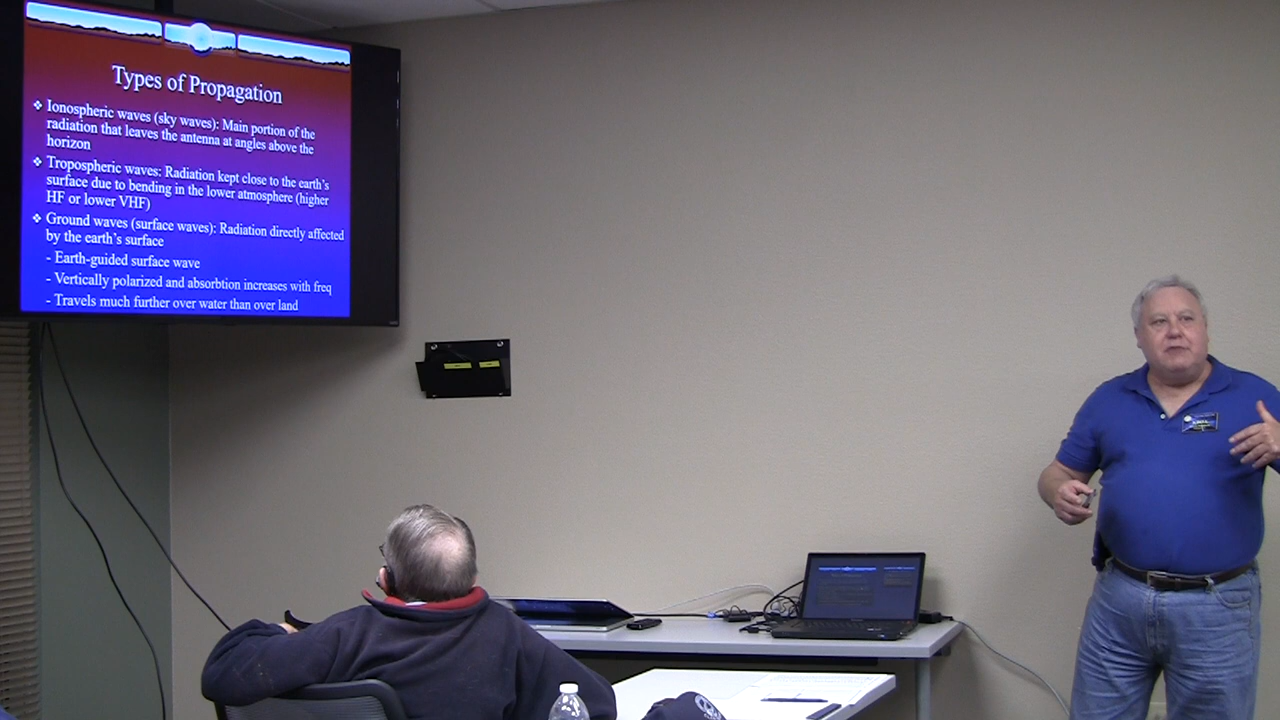 Types of Propagation
❖ Ionospheric waves (sky waves): Main portion of the
radiation that leaves the antenna at angles above the
horizon
❖ Tropospheric waves: Radiation kept close to the earth's
surface due to bending in the lower atmosphere (higher
HF or lower VHF)
❖ Ground waves (surface waves): Radiation directly affected
by the earth's surface
- Earth-guided surface wave
- Vertically polarized and absorbtion increases with freq
- Travels much further over water than over land